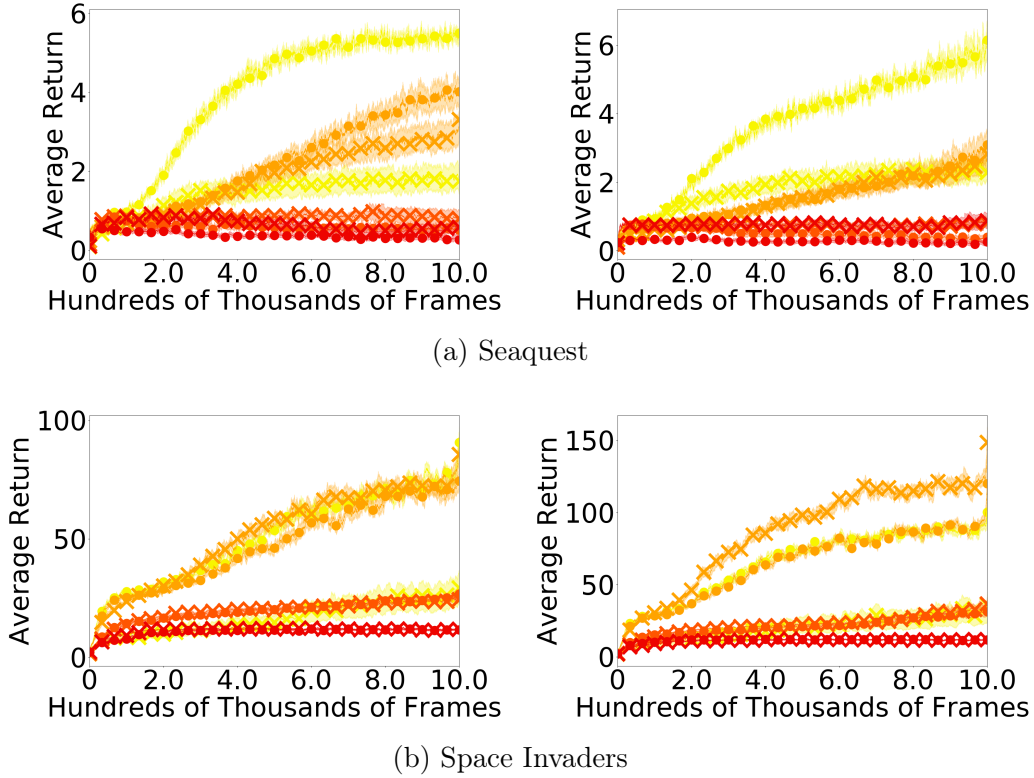 6
4
2
0
Average Return
0 2.0 4.0 6.0 8.0 10.0
Hundreds of Thousands of Frames
6
4
2
0
Average Return
0 2.0 4.0 6.0 8.0 10.0
Hundreds of Thousands of Frames
(a) Seaquest
100
50
0
Average Return
0 2.0 4.0 6.0 8.0 10.0
Hundreds of Thousands of Frames
150
100
50
0
Average Return
0 2.0 4.0 6.0 8.0 10.0
Hundreds of Thousands of Frames
(b) Space Invaders